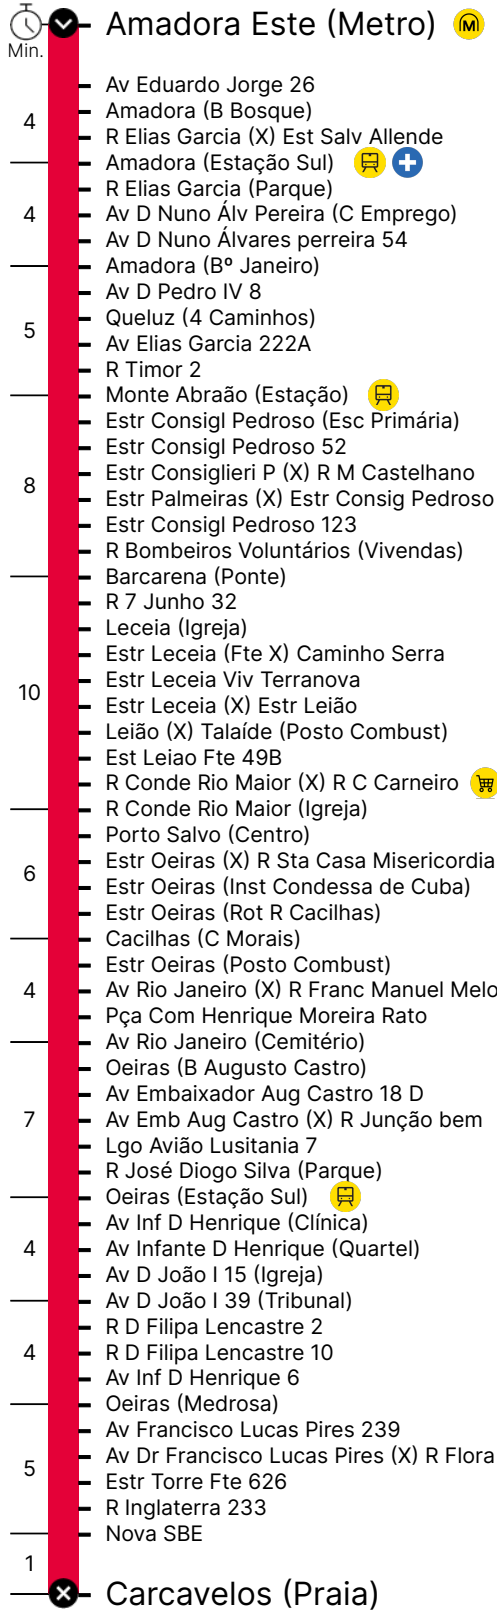 Amadora Este (Metro) M
Min.
Av Eduardo Jorge 26
Amadora (B Bosque)
4
R Elias Garcia (X) Est Salv Allende
Amadora (Estação Sul)
R Elias Garcia (Parque)
4
Av D Nuno Álv Pereira (C Emprego)
Av D Nuno Álvares perreira 54
Amadora (Bº Janeiro)
Av D Pedro IV 8
Queluz (4 Caminhos)
5
Av Elias Garcia 222A
R Timor 2
Monte Abraão (Estação)
Estr Consigl Pedroso (Esc Primária)
Estr Consigl Pedroso 52
Estr Consiglieri P (X) R M Castelhano
8
Estr Palmeiras (X) Estr Consig Pedroso
Estr Consigl Pedroso 123
R Bombeiros Voluntários (Vivendas)
Barcarena (Ponte)
R 7 Junho 32
Leceia (Igreja)
Estr Leceia (Fte X) Caminho Serra
Estr Leceia Viv Terranova
10
Estr Leceia (X) Estr Leião
Leião (X) Talaíde (Posto Combust)
Est Leiao Fte 49B
R Conde Rio Maior (X) R C Carneiro
R Conde Rio Maior (Igreja)
Porto Salvo (Centro)
Estr Oeiras (X) R Sta Casa Misericordia
6
Estr Oeiras (Inst Condessa de Cuba)
Estr Oeiras (Rot R Cacilhas)
Cacilhas (C Morais)
Estr Oeiras (Posto Combust)
4
Av Rio Janeiro (X) R Franc Manuel Melo
Pça Com Henrique Moreira Rato
Av Rio Janeiro (Cemitério)
Oeiras (B Augusto Castro)
Av Embaixador Aug Castro 18 D
7
Av Emb Aug Castro (X) R Junção bem
Lgo Avião Lusitania 7
R José Diogo Silva (Parque)
Oeiras (Estação Sul)
Av Inf D Henrique (Clínica)
4
Av Infante D Henrique (Quartel)
Av D João I 15 (Igreja)
Av D João I 39 (Tribunal)
R D Filipa Lencastre 2
4
R D Filipa Lencastre 10
Av Inf D Henrique 6
Oeiras (Medrosa)
Av Francisco Lucas Pires 239
5
Av Dr Francisco Lucas Pires (X) R Flora
Estr Torre Fte 626
R Inglaterra 233
Nova SBE
1
Carcavelos (Praia)